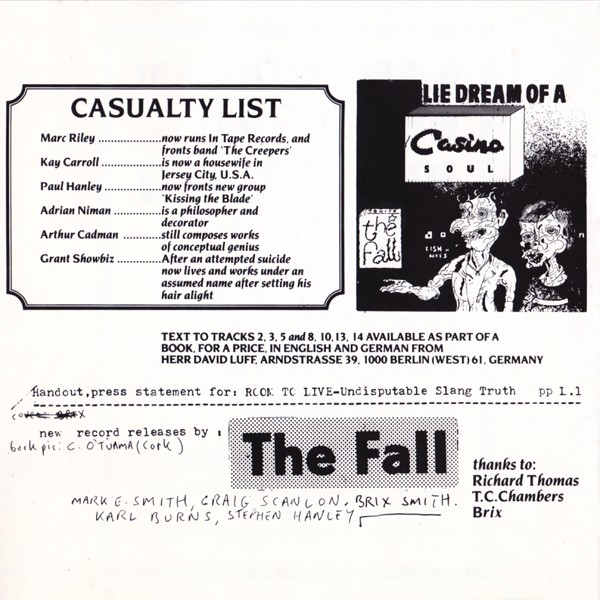 CASUALTY LIST
Marc Riley ..................now runs In Tape Records, and
fronts band 'The Creepers'
Kay Carroll .................is now a housewife in
Jersey City, U.S.A.
Paul Hanley ................now fronts new group
'Kissing the Blade'
Adrian Niman .............is a philosopher and
decorator
Arthur Cadman ..........still composes works
of conceptual genius
Grant Showbiz ............After an attempted suicide
now lives and works under an
assumed name after setting his
hair alight
LIE DREAM OF A
Casino
SOUL
the
fall
TEXT TO TRACKS 2, 3, 5 and 8, 10, 13, 14 AVAILABLE AS PART OF A
BOOK, FOR A PRICE, IN ENGLISH AND GERMAN FROM
HERR DAVID LUFF, ARNDSTRASSE 39, 1000 BERLIN (WEST) 61, GERMANY
Handout,press statement for: ROOM TO LIVE-Undisputable Slang Truth pp 1.1
new record releases by :
back pic: C. O'TUAMA (Cork)
The Fall
MARK E. SMITH, CRAIG SCANLON. BRIX SMITH.
KARL BURNS, STEPHEN HANLEY
thanks to:
Richard Thomas
T.C.Chambers
Brix